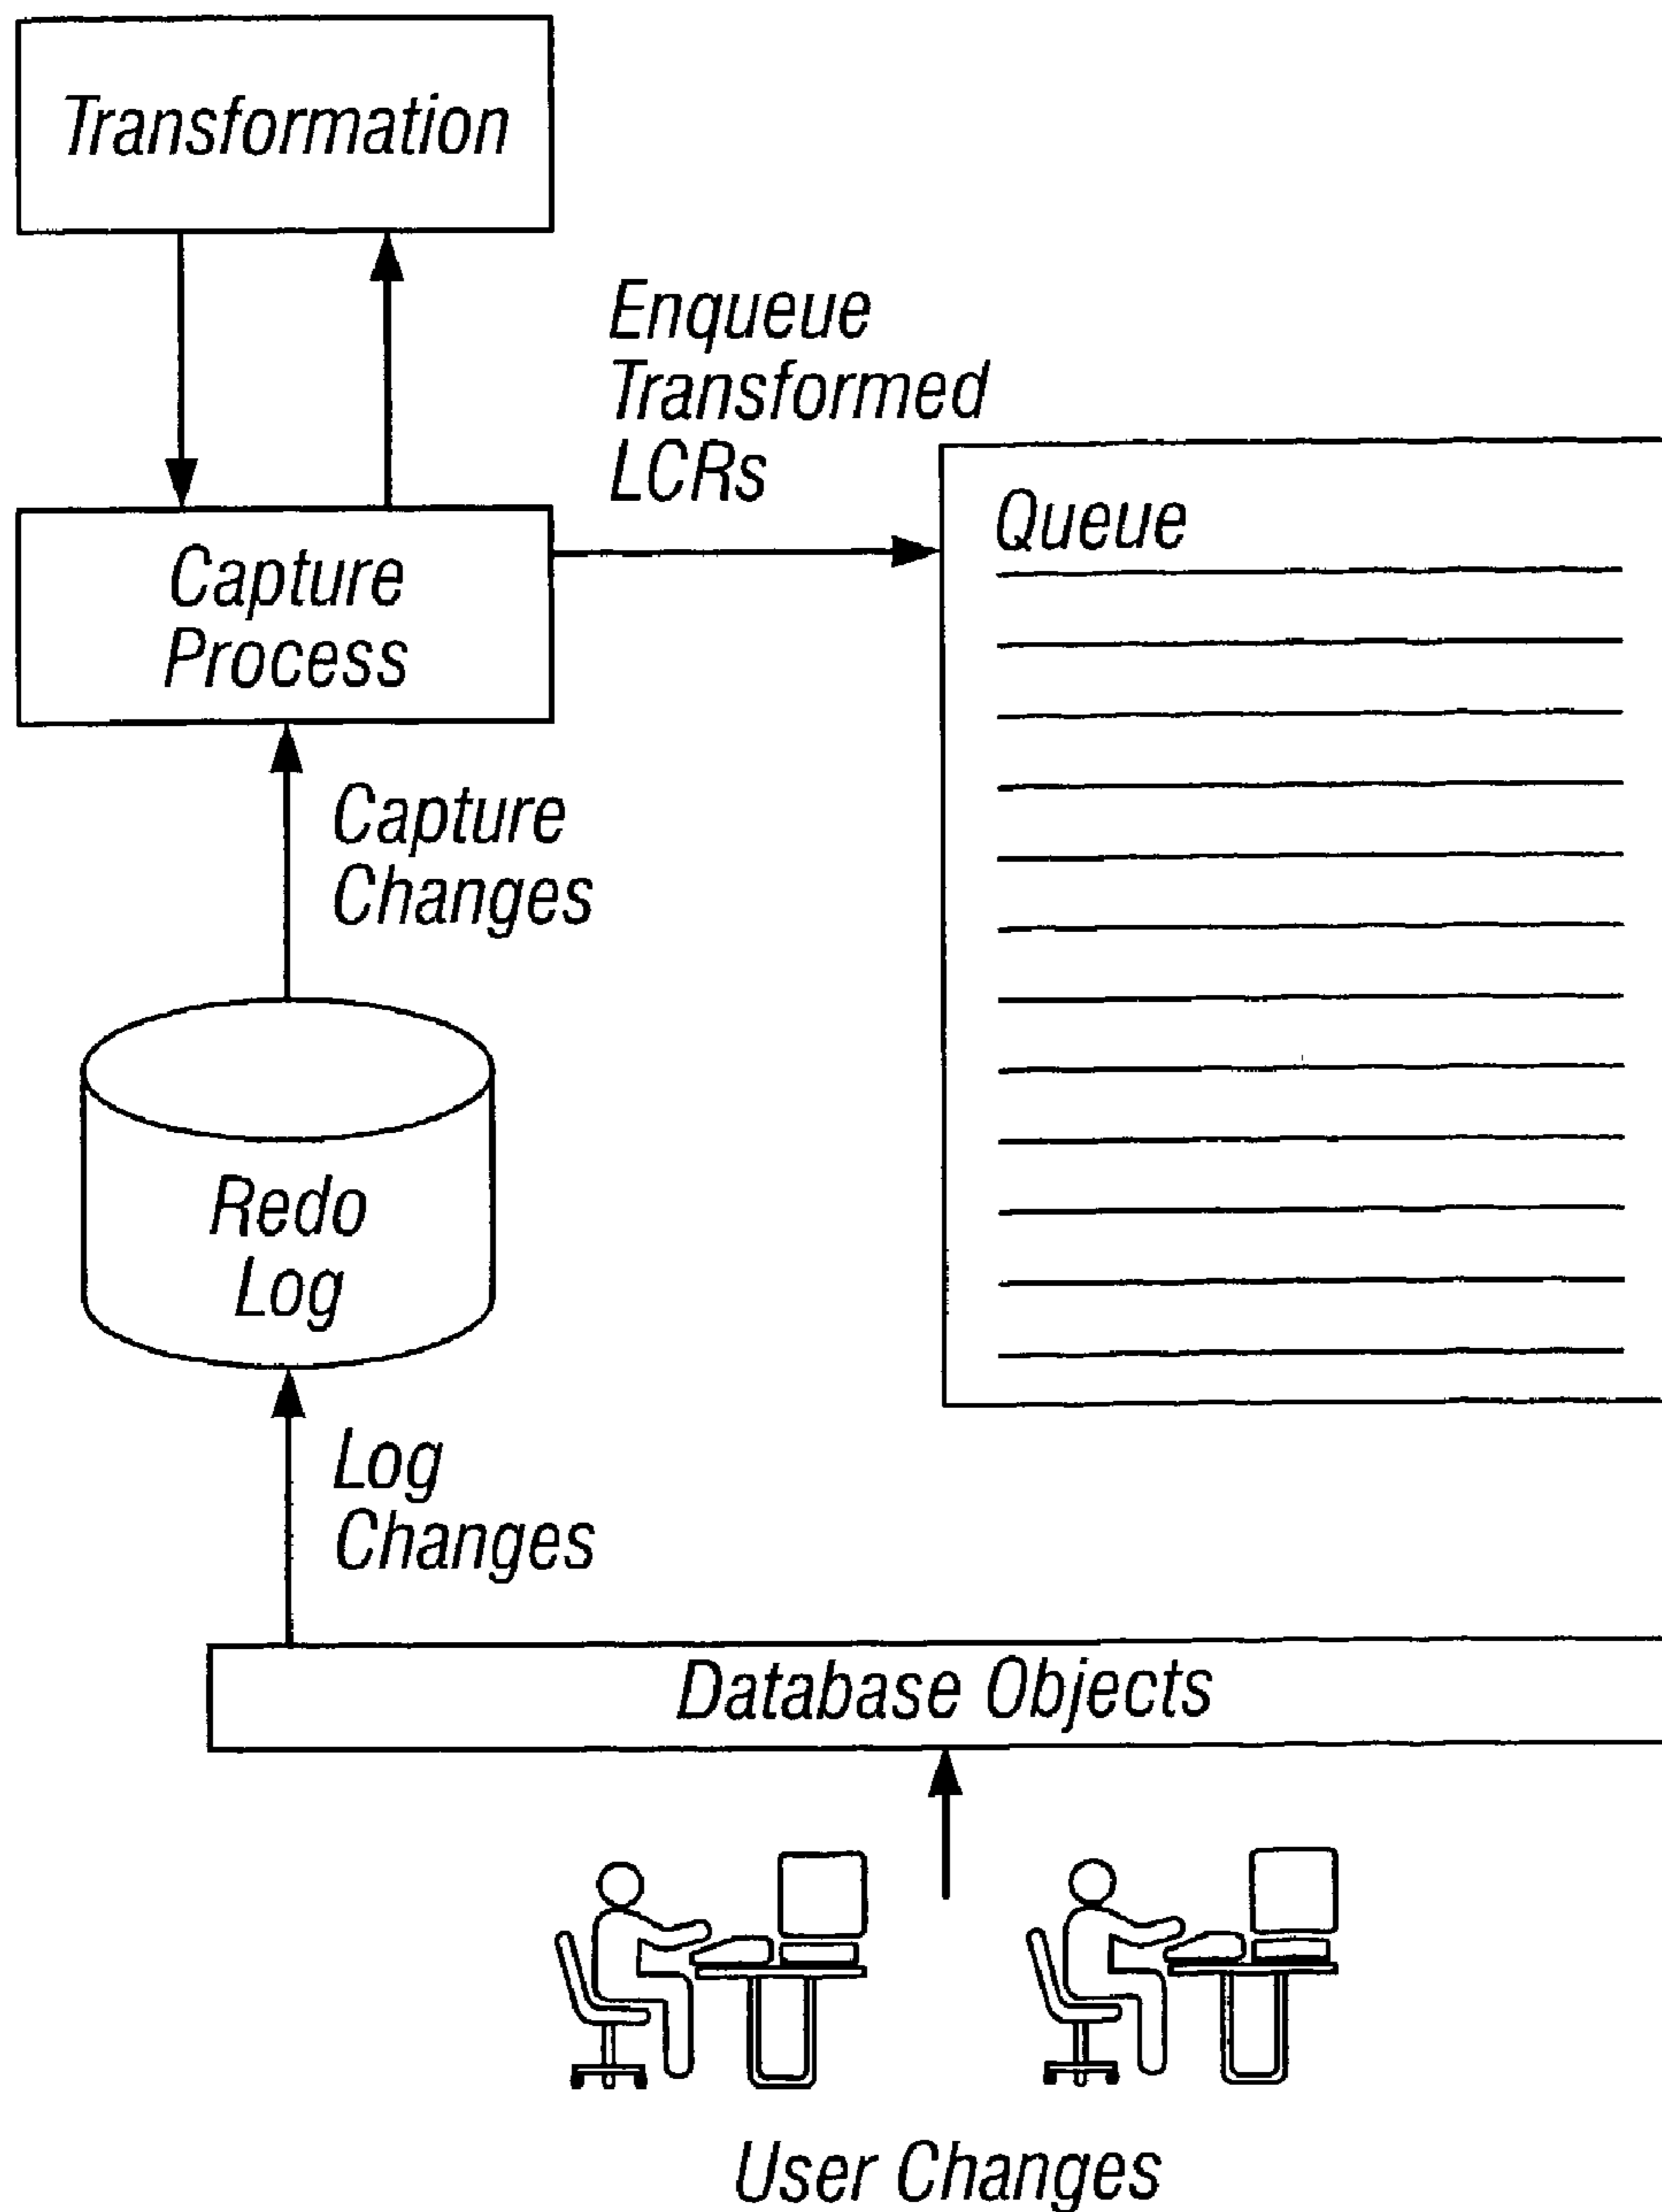 Transformation
Enqueue
Transformed
LCRs
Queue
Capture
Process
Capture
Changes
Redo
Log
Log
Changes
Database Objects
User Changes